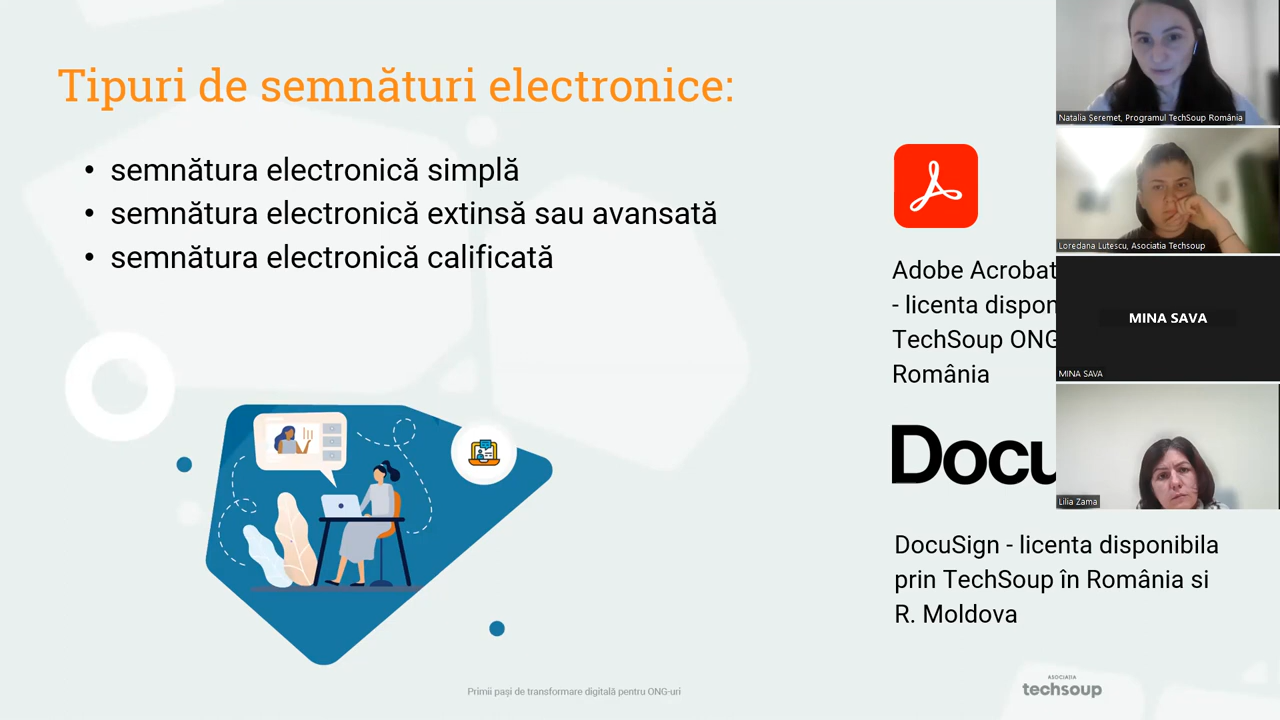 Tipuri de semnături electronice:
• semnătura electronică simplă
• semnătura electronică extinsă sau avansată
• semnătura electronică calificată
Adobe Acrobat
- licenta dispon
TechSoup ONG
România
Docu
DocuSign - licenta disponibila
prin TechSoup în România si
R. Moldova
Natalia Șeremet, Programul TechSoup România
Loredana Lutescu, Asociatia Techsoup
MINA SAVA
MINA SAVA
Lilia Zama
Primii pași de transformare digitală pentru ONG-uri
ASOCIAȚIA
techsoup